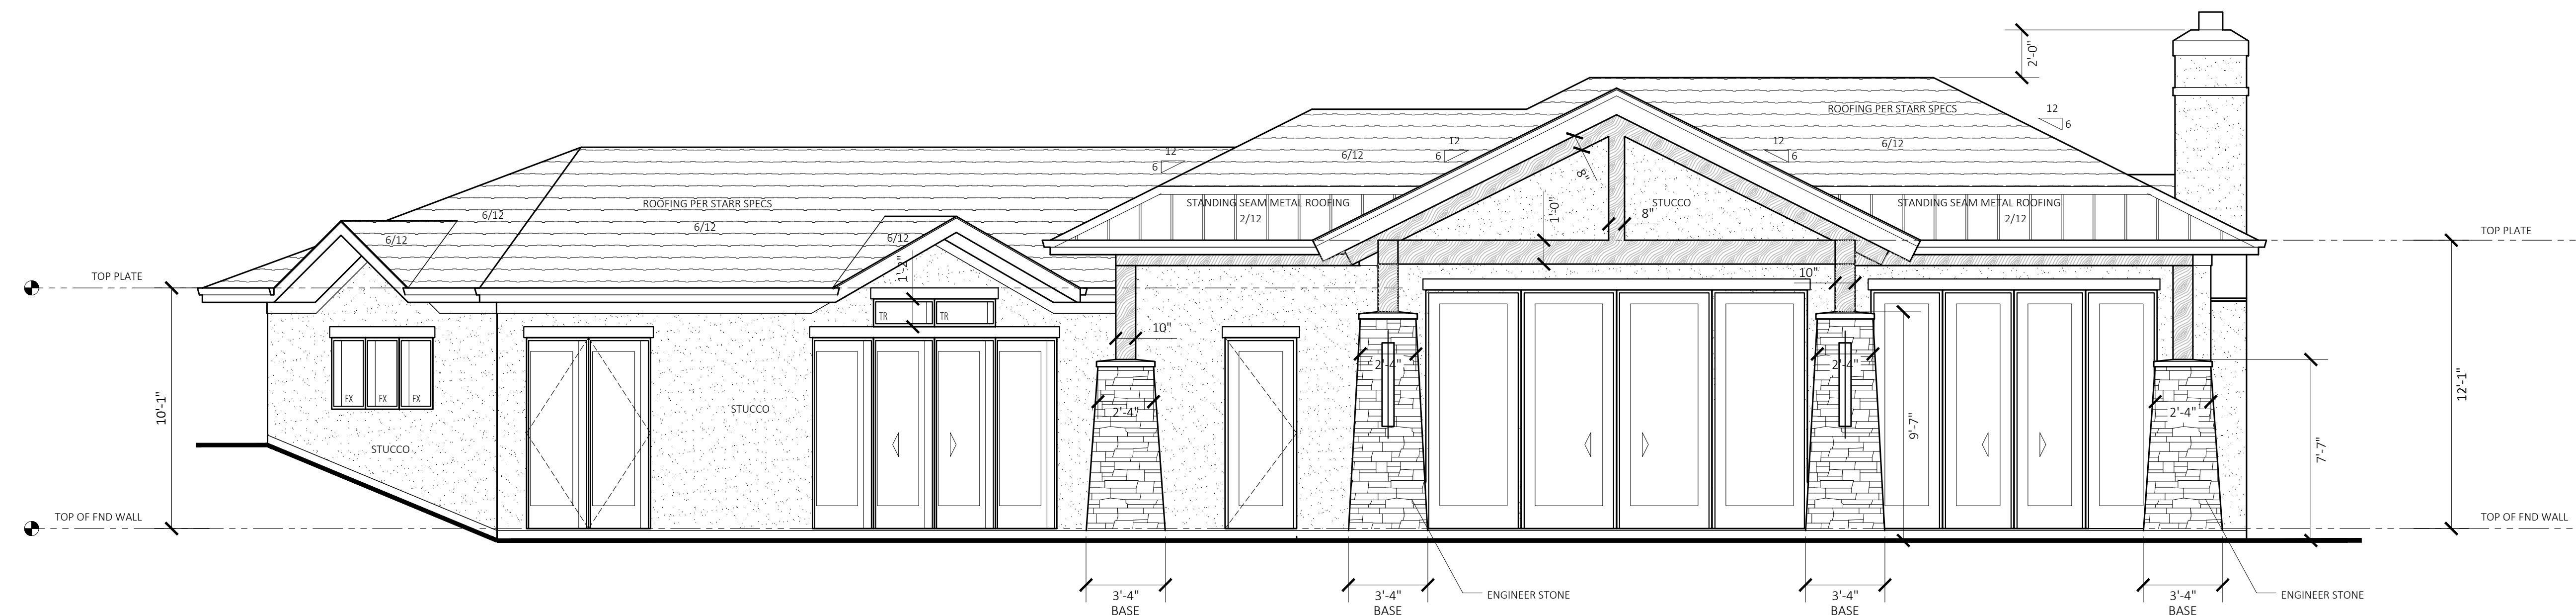 2'-0"
12
6
ROOFING PER STARR SPECS
6/12
12
6
12
6
6/12
12
6
8"
STANDING SEAM METAL ROOFING
2/12
1'-0"
8"
STUCCO
STANDING SEAM METAL ROOFING
2/12
ROOFING PER STARR SPECS
6/12
6/12
6/12
6/12
TOP PLATE
TOP PLATE
1'-2"
10"
TR
TR
10"
2'-4"
2'-4"
10'-1"
12'-1"
FX
FX
FX
STUCCO
STUCCO
2'-4"
2'-4"
9'-7"
7'-7"
TOP OF FND WALL
TOP OF FND WALL
3'-4"
BASE
3'-4"
BASE
ENGINEER STONE
3'-4"
BASE
3'-4"
BASE
ENGINEER STONE